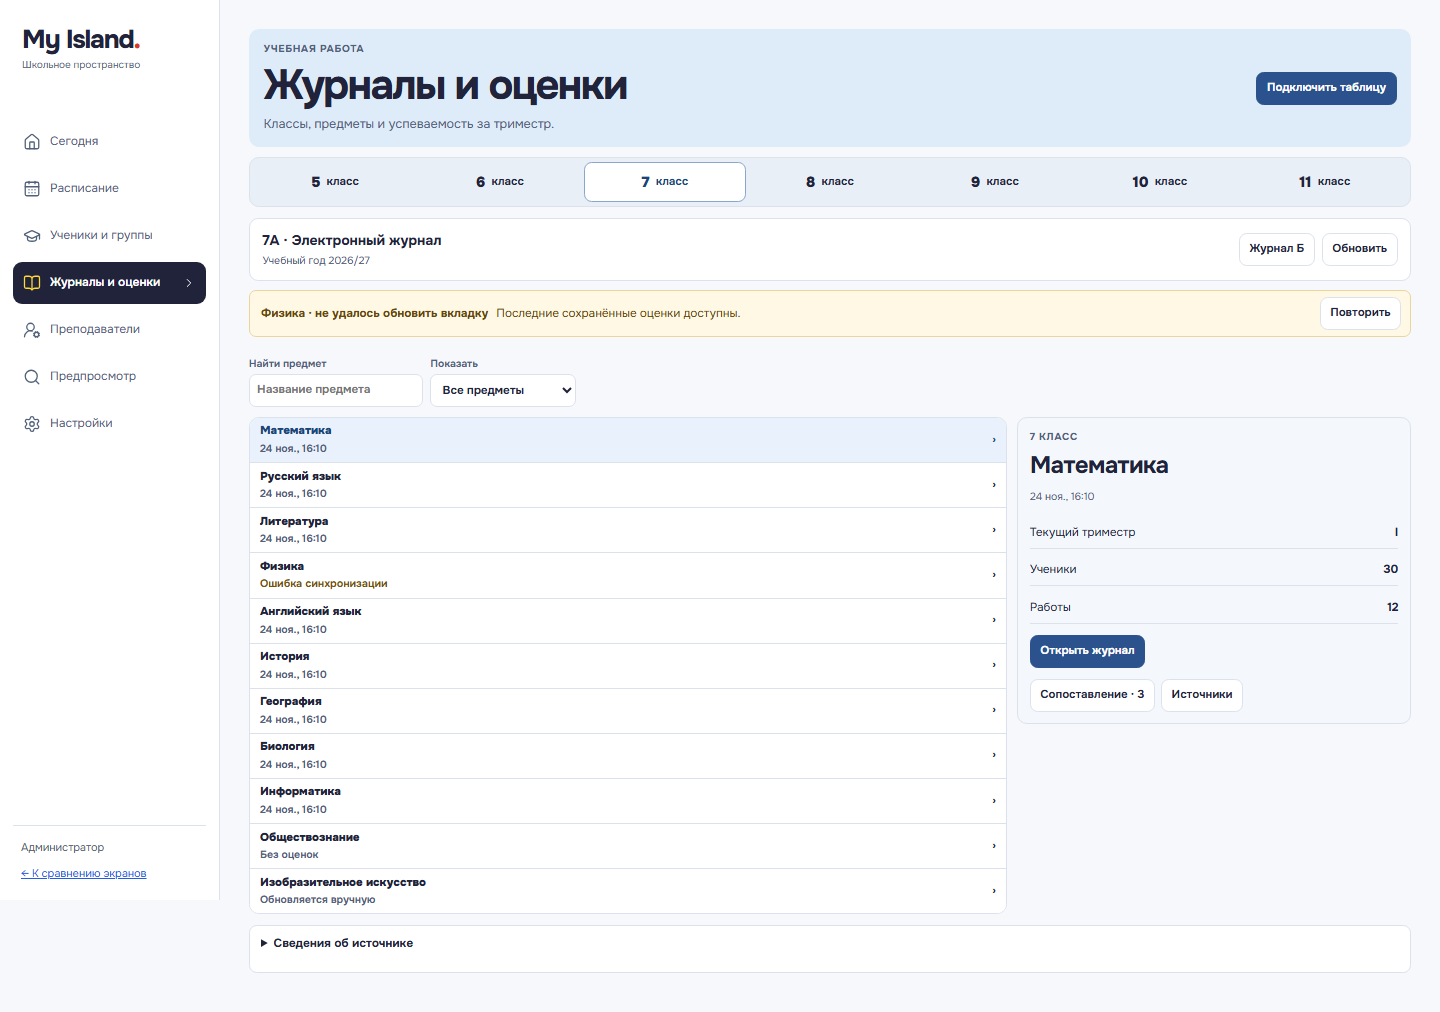 My Island.
Школьное пространство
Сегодня
Расписание
Ученики и группы
Журналы и оценки
Преподаватели
Предпросмотр
Настройки
Администратор
← К сравнению экранов
УЧЕБНАЯ РАБОТА
Журналы и оценки
Классы, предметы и успеваемость за триместр.
Подключить таблицу
5 класс 6 класс 7 класс 8 класс 9 класс 10 класс 11 класс
7А · Электронный журнал
Учебный год 2026/27
Журнал Б Обновить
Физика · не удалось обновить вкладку Последние сохранённые оценки доступны. Повторить
Найти предмет Показать
Название предмета Все предметы
Математика
24 ноя., 16:10
Русский язык
24 ноя., 16:10
Литература
24 ноя., 16:10
Физика
Ошибка синхронизации
Английский язык
24 ноя., 16:10
История
24 ноя., 16:10
География
24 ноя., 16:10
Биология
24 ноя., 16:10
Информатика
24 ноя., 16:10
Обществознание
Без оценок
Изобразительное искусство
Обновляется вручную
7 КЛАСС
Математика
24 ноя., 16:10
Текущий триместр I
Ученики 30
Работы 12
Открыть журнал
Сопоставление · 3 Источники
Сведения об источнике